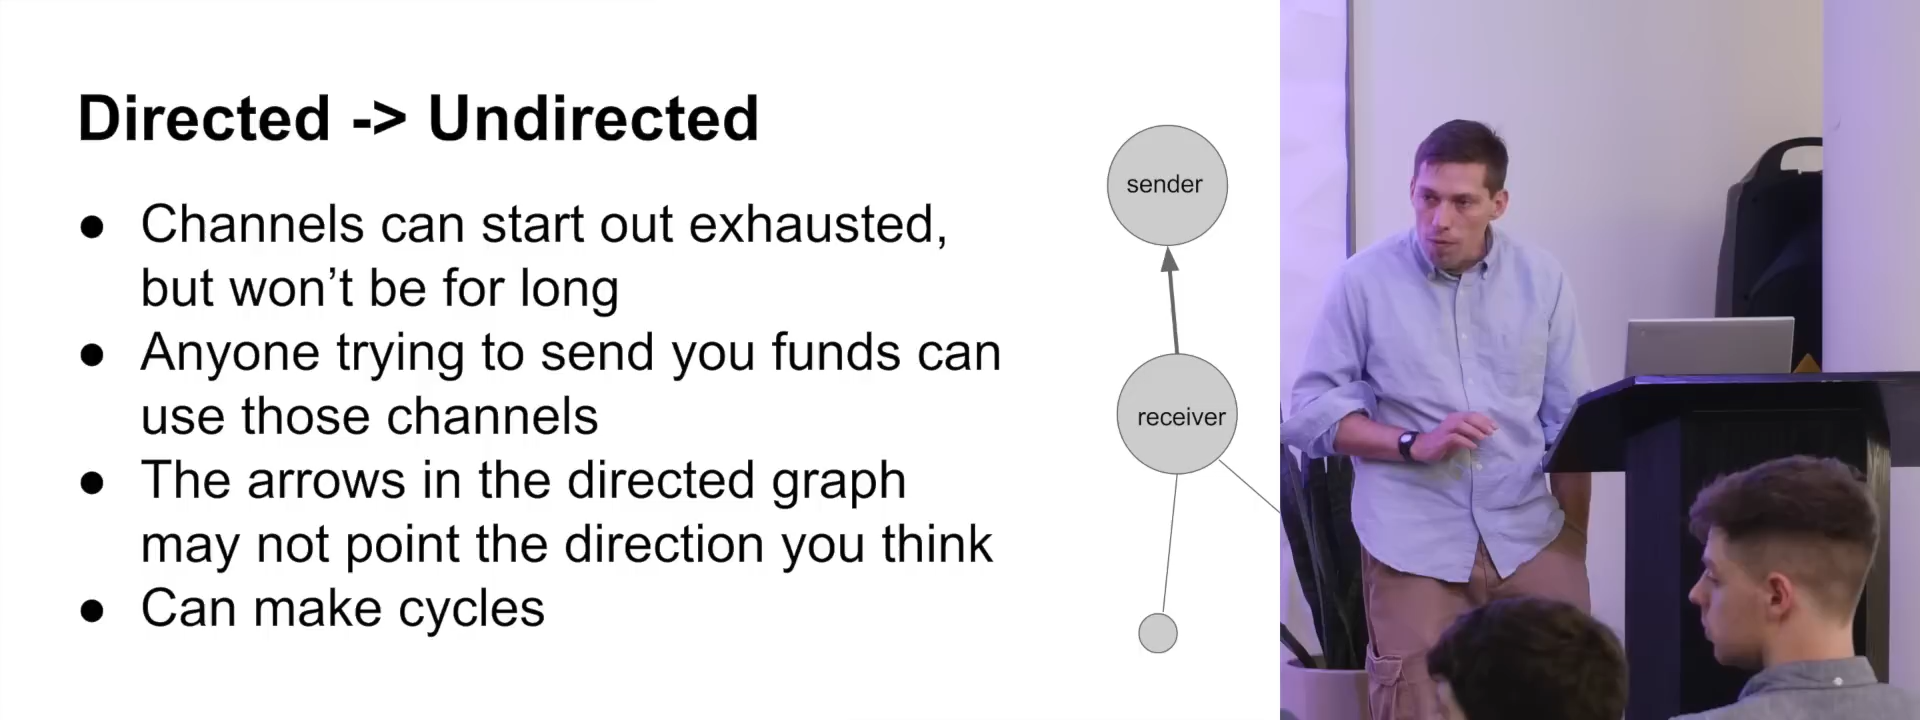 Directed -> Undirected
● Channels can start out exhausted,
but won’t be for long
● Anyone trying to send you funds can
use those channels
● The arrows in the directed graph
may not point the direction you think
● Can make cycles
sender
receiver